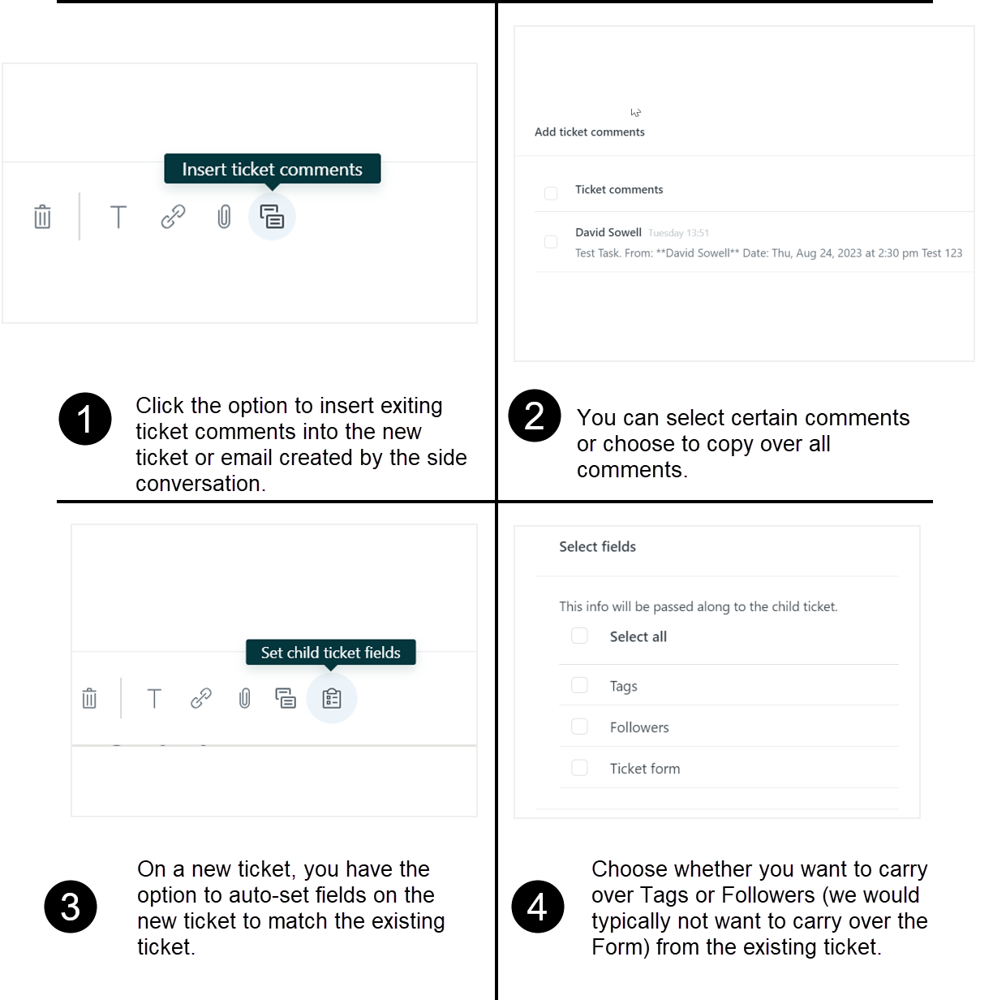 Insert ticket comments
1
Click the option to insert exiting
ticket comments into the new
ticket or email created by the side
conversation.
Add ticket comments
Ticket comments
David Sowell Tuesday 13:51
Test Task. From: **David Sowell** Date: Thu, Aug 24, 2023 at 2:30 pm Test 123
2
You can select certain comments
or choose to copy over all
comments.
Set child ticket fields
3
On a new ticket, you have the
option to auto-set fields on the
new ticket to match the existing
ticket.
Select fields
This info will be passed along to the child ticket.
Select all
Tags
Followers
Ticket form
4
Choose whether you want to carry
over Tags or Followers (we would
typically not want to carry over the
Form) from the existing ticket.